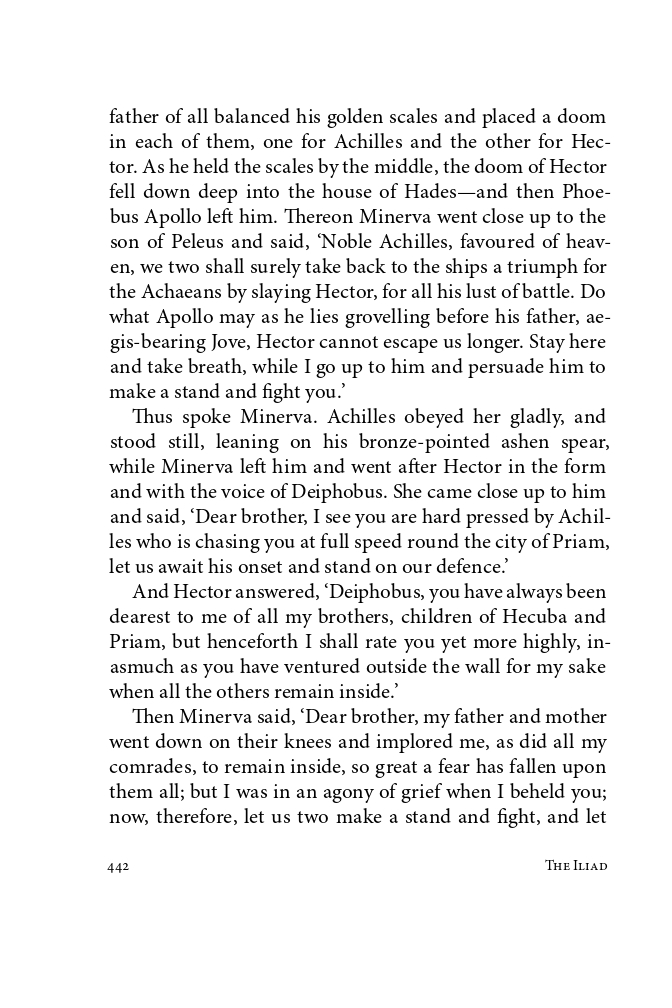 father of all balanced his golden scales and placed a doom
in each of them, one for Achilles and the other for Hec-
tor. As he held the scales by the middle, the doom of Hector
fell down deep into the house of Hades—and then Phoe-
bus Apollo left him. Thereon Minerva went close up to the
son of Peleus and said, ‘Noble Achilles, favoured of heav-
en, we two shall surely take back to the ships a triumph for
the Achaeans by slaying Hector, for all his lust of battle. Do
what Apollo may as he lies grovelling before his father, ae-
gis-bearing Jove, Hector cannot escape us longer. Stay here
and take breath, while I go up to him and persuade him to
make a stand and fight you.’
Thus spoke Minerva. Achilles obeyed her gladly, and
stood still, leaning on his bronze-pointed ashen spear,
while Minerva left him and went after Hector in the form
and with the voice of Deiphobus. She came close up to him
and said, ‘Dear brother, I see you are hard pressed by Achil-
les who is chasing you at full speed round the city of Priam,
let us await his onset and stand on our defence.’
And Hector answered, ‘Deiphobus, you have always been
dearest to me of all my brothers, children of Hecuba and
Priam, but henceforth I shall rate you yet more highly, in-
asmuch as you have ventured outside the wall for my sake
when all the others remain inside.’
Then Minerva said, ‘Dear brother, my father and mother
went down on their knees and implored me, as did all my
comrades, to remain inside, so great a fear has fallen upon
them all; but I was in an agony of grief when I beheld you;
now, therefore, let us two make a stand and fight, and let
442 The Iliad